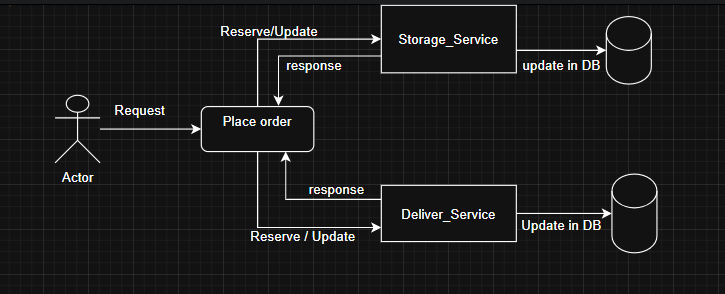 Reserve/Update
Storage_Service
response
update in DB
Request
Place order
Actor
response
Deliver_Service
Update in DB
Reserve / Update